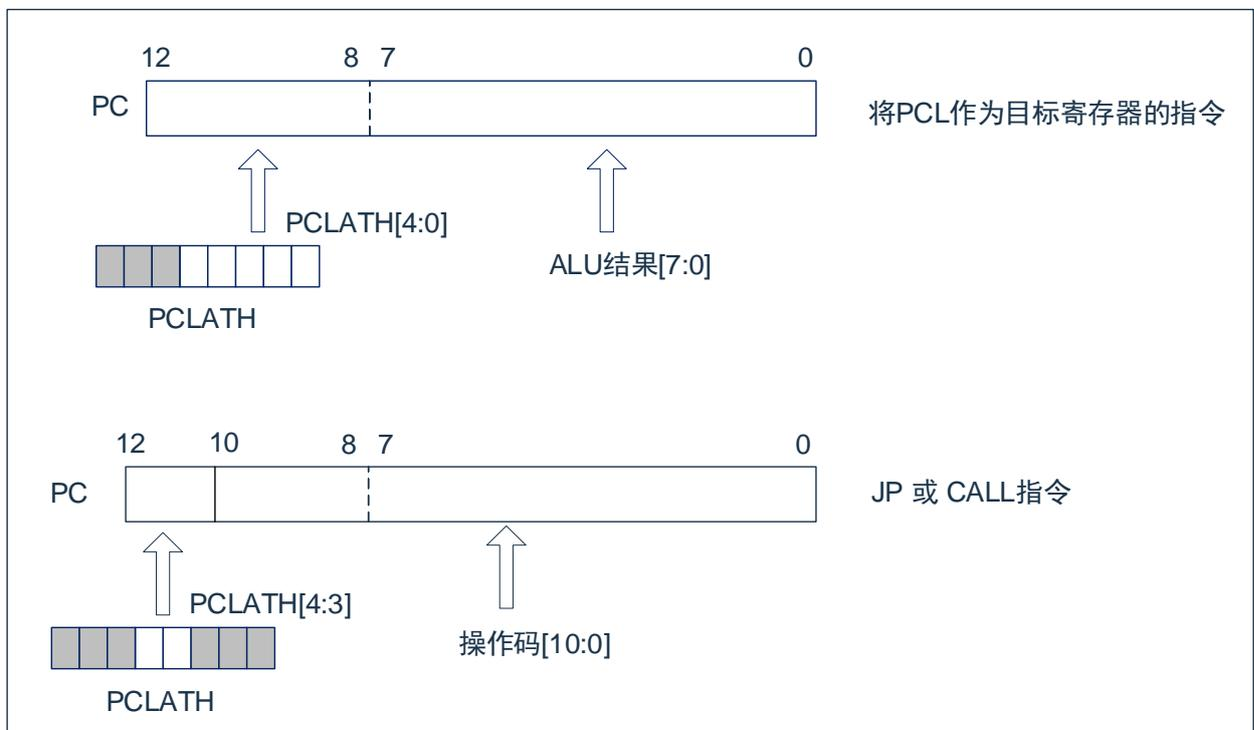 12 8 7 0
PC
将PCL作为目标寄存器的指令
PCLATH[4:0]
ALU结果[7:0]
PCLATH
12 10 8 7 0
PC
JP 或 CALL指令
PCLATH[4:3]
操作码[10:0]
PCLATH